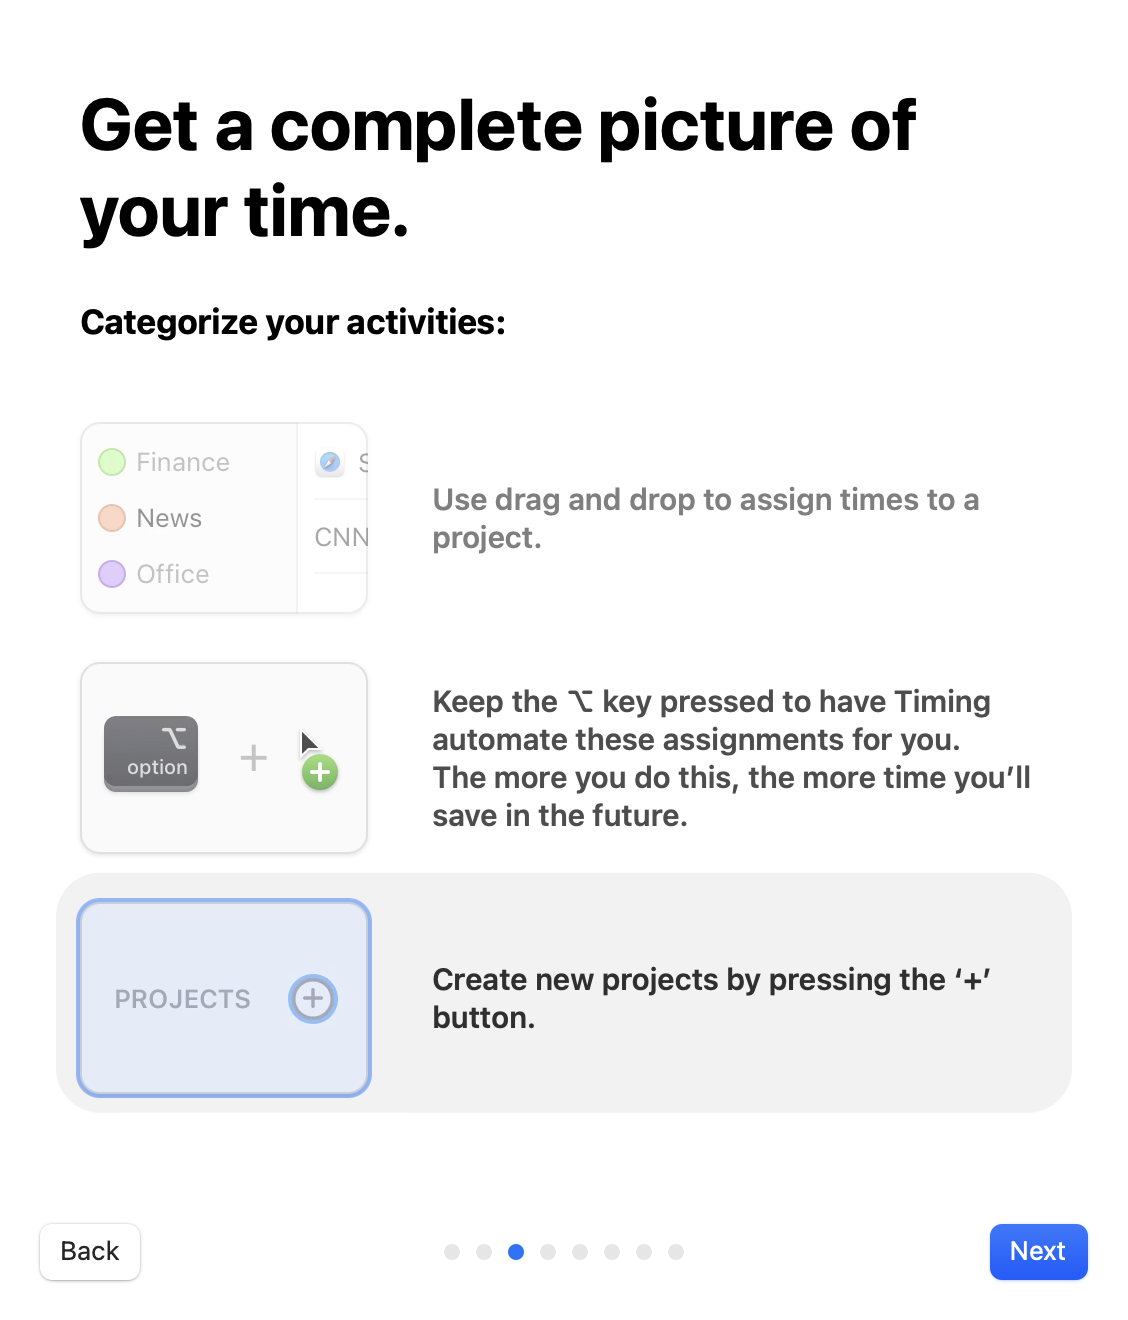 Get a complete picture of
your time.
Categorize your activities:
Finance
News
Office
CNN
Use drag and drop to assign times to a
project.
⌥
option
+
Keep the ⌥ key pressed to have Timing
automate these assignments for you.
The more you do this, the more time you’ll
save in the future.
PROJECTS
Create new projects by pressing the ‘+’
button.
Back
Next